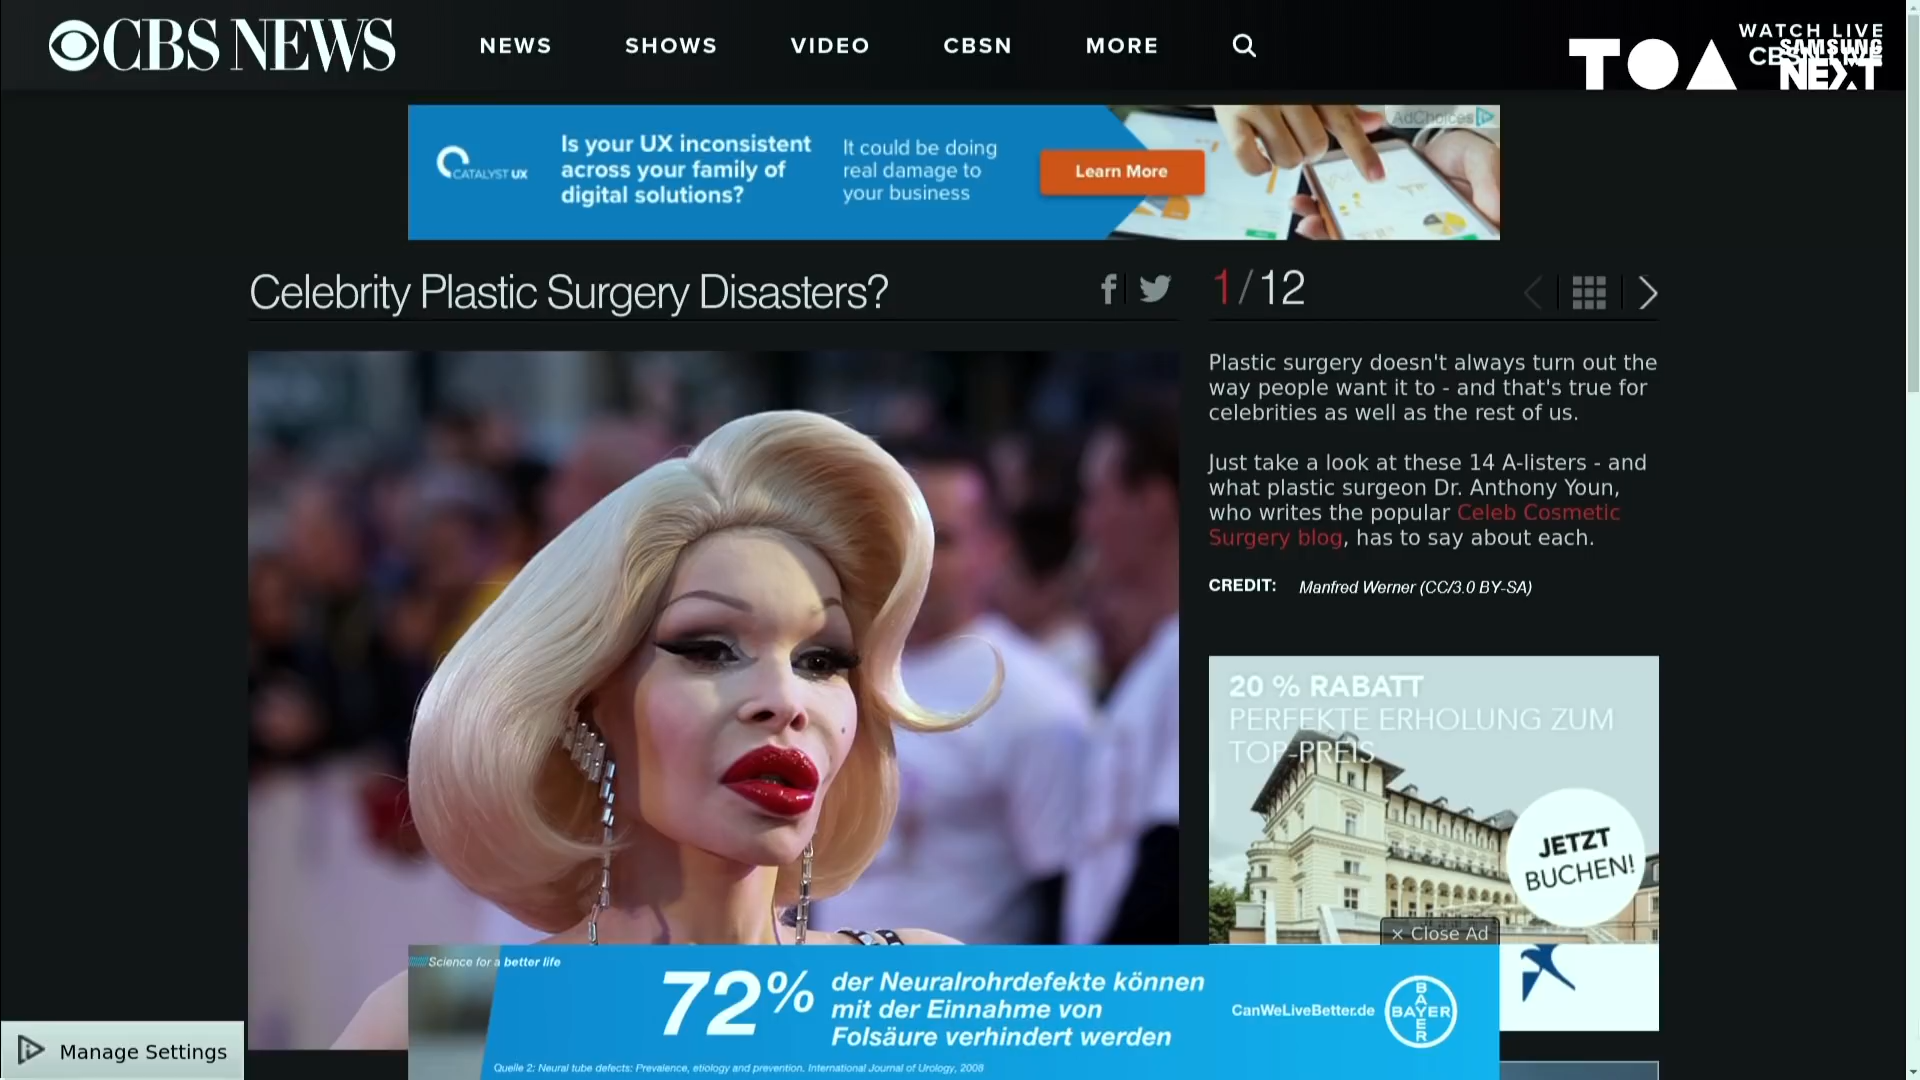 CBS NEWS
NEWS
SHOWS
VIDEO
CBSN
MORE
WATCH LIVE
CBSN LIVE
TOA
SAMSUNG
NEXT
CATALYST UX
Is your UX inconsistent
across your family of
digital solutions?
It could be doing
real damage to
your business
Learn More
AdChoices
Celebrity Plastic Surgery Disasters?
1/12
Plastic surgery doesn't always turn out the
way people want it to - and that's true for
celebrities as well as the rest of us.
Just take a look at these 14 A-listers - and
what plastic surgeon Dr. Anthony Youn,
who writes the popular Celeb Cosmetic
Surgery blog, has to say about each.
CREDIT: Manfred Werner (CC/3.0 BY-SA)
20 % RABATT
PERFEKTE ERHOLUNG ZUM
TOP-PREIS
JETZT
BUCHEN!
× Close Ad
Science for a better life
72%
der Neuralrohrdefekte können
mit der Einnahme von
Folsäure verhindert werden
CanWeLiveBetter.de
BAYER
BAYER
Quelle 2: Neural tube defects: Prevalence, etiology and prevention. International Journal of Urology, 2008
Manage Settings